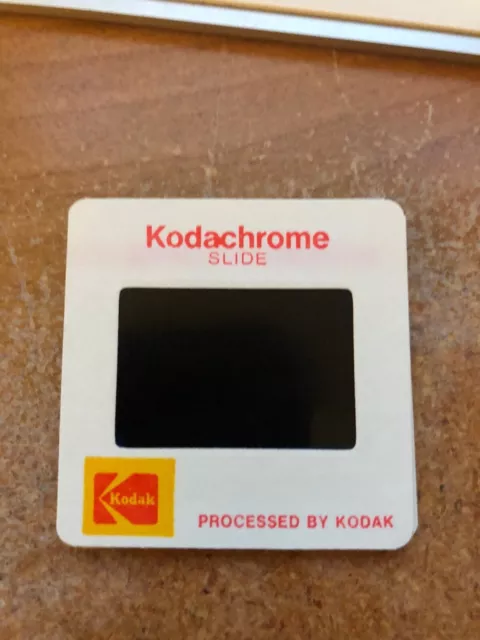 Kodachrome
SLIDE
Kodak
PROCESSED BY KODAK